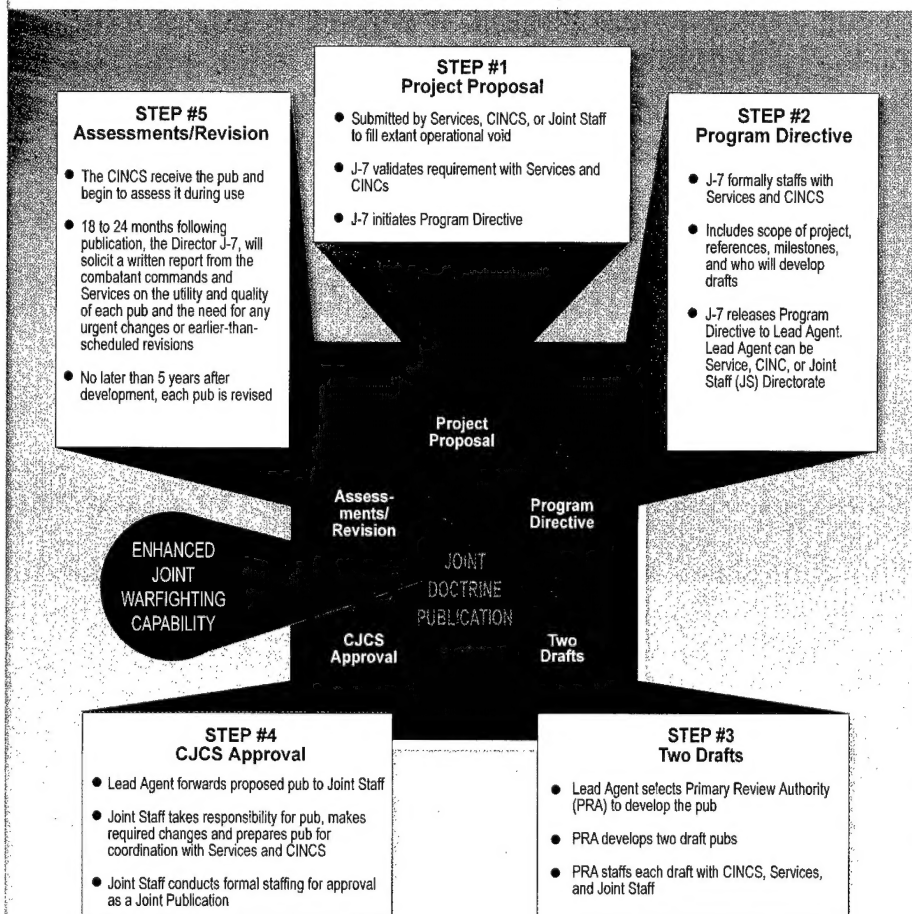 STEP #1
Project Proposal
● Submitted by Services, CINCS, or Joint Staff
to fill extant operational void
● J-7 validates requirement with Services and
CINCs
● J-7 initiates Program Directive
STEP #2
Program Directive
● J-7 formally staffs with
Services and CINCS
● Includes scope of project,
references, milestones,
and who will develop
drafts
● J-7 releases Program
Directive to Lead Agent.
Lead Agent can be
Service, CINC, or Joint
Staff (JS) Directorate
STEP #3
Two Drafts
● Lead Agent selects Primary Review Authority
(PRA) to develop the pub
● PRA develops two draft pubs
● PRA staffs each draft with CINCS, Services,
and Joint Staff
STEP #4
CJCS Approval
● Lead Agent forwards proposed pub to Joint Staff
● Joint Staff takes responsibility for pub, makes
required changes and prepares pub for
coordination with Services and CINCS
● Joint Staff conducts formal staffing for approval
as a Joint Publication
STEP #5
Assessments/Revision
● The CINCS receive the pub and
begin to assess it during use
● 18 to 24 months following
publication, the Director J-7, will
solicit a written report from the
combatant commands and
Services on the utility and quality
of each pub and the need for any
urgent changes or earlier-than-
scheduled revisions
● No later than 5 years after
development, each pub is revised
Project
Proposal
Program
Directive
Two
Drafts
CJCS
Approval
Assess-
ments/
Revision
JOINT
DOCTRINE
PUBLICATION
ENHANCED
JOINT
WARFIGHTING
CAPABILITY